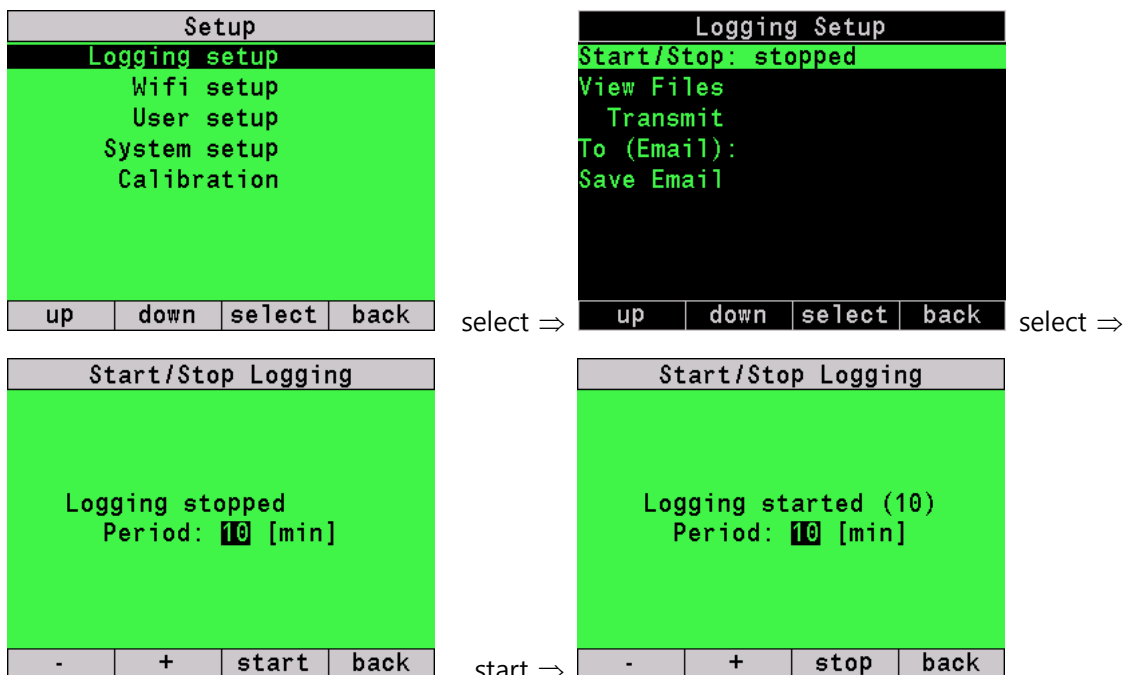 Setup
Logging setup
Wifi setup
User setup
System setup
Calibration
up down select back
select ⇒
Logging Setup
Start/Stop: stopped
View Files
Transmit
To (Email):
Save Email
up down select back
select ⇒
Start/Stop Logging
Logging stopped
Period: 10 [min]
- + start back
start ⇒
Start/Stop Logging
Logging started (10)
Period: 10 [min]
- + stop back